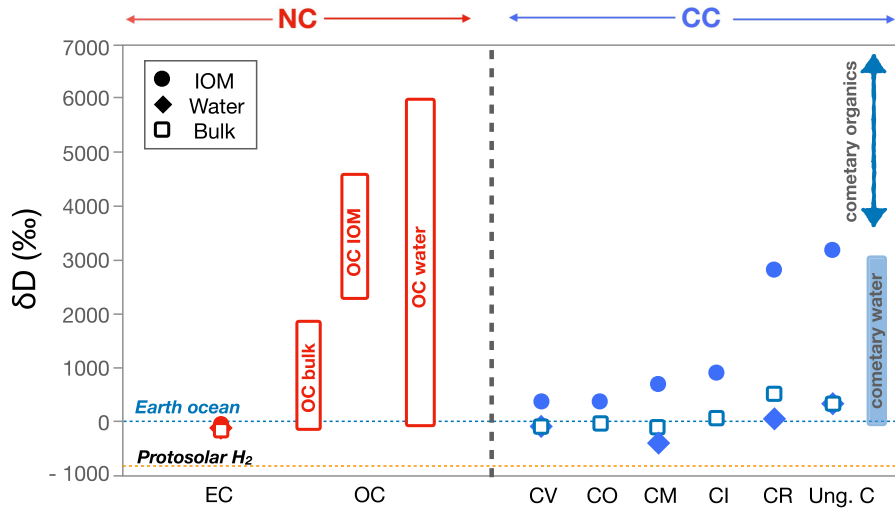 NC
CC
7000
6000
5000
4000
3000
2000
1000
0
- 1000
δD (‰)
IOM
Water
Bulk
Earth ocean
Protosolar H₂
OC bulk
OC IOM
OC water
cometary organics
cometary water
EC
OC
CV
CO
CM
CI
CR
Ung. C